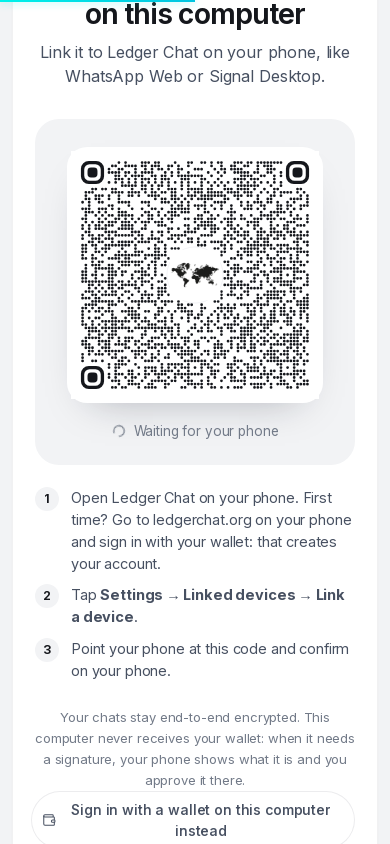 on this computer
Link it to Ledger Chat on your phone, like
WhatsApp Web or Signal Desktop.
Waiting for your phone
1 Open Ledger Chat on your phone. First
time? Go to ledgerchat.org on your phone
and sign in with your wallet: that creates
your account.
2 Tap Settings → Linked devices → Link
a device.
3 Point your phone at this code and confirm
on your phone.
Your chats stay end-to-end encrypted. This
computer never receives your wallet: when it needs
a signature, your phone shows what it is and you
approve it there.
Sign in with a wallet on this computer
instead